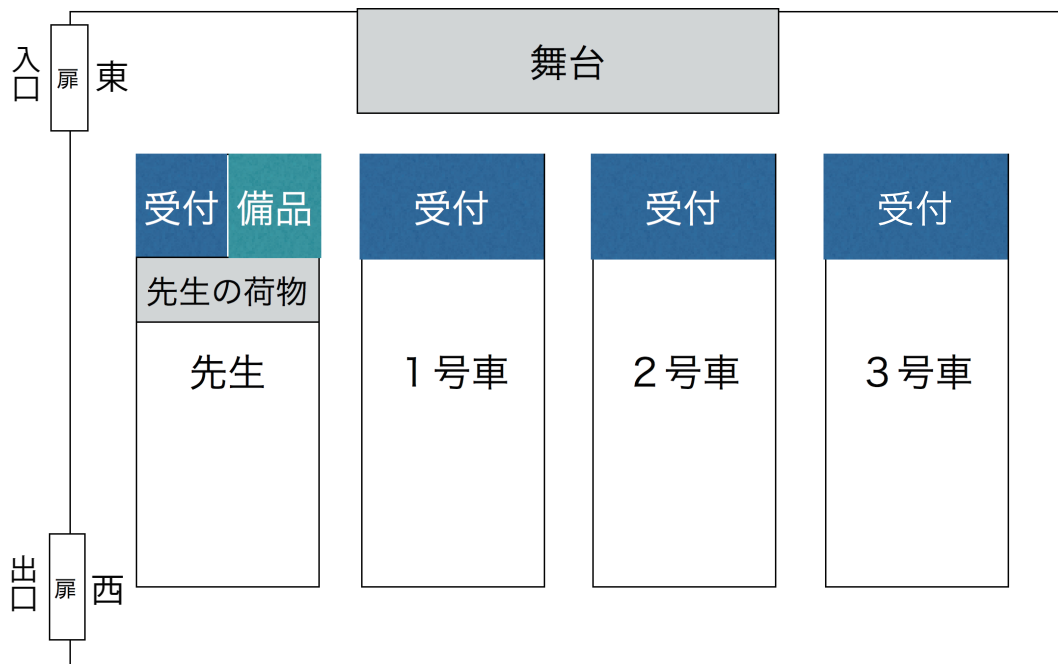 舞台
入口
扉
東
受付
備品
受付
受付
受付
先生の荷物
先生
１号車
２号車
３号車
出口
扉
西